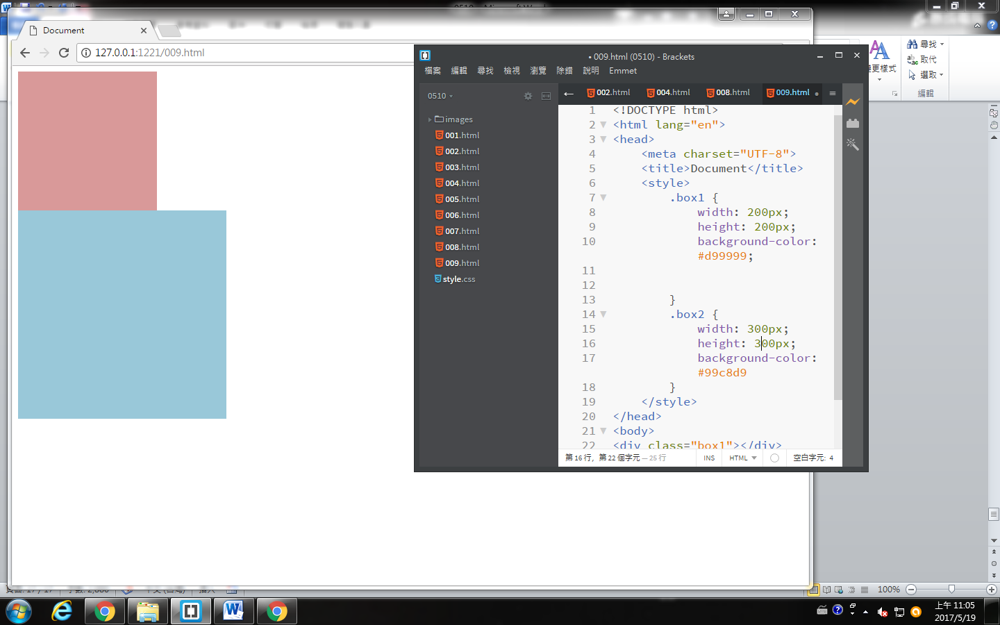 Document
127.0.0.1:1221/009.html
• 009.html (0510) - Brackets
檔案 編輯 尋找 檢視 瀏覽 除錯 說明 Emmet
0510
images
001.html
002.html
003.html
004.html
005.html
006.html
007.html
008.html
009.html
style.css
002.html 004.html 008.html 009.html
1 <!DOCTYPE html>
2 <html lang="en">
3 <head>
4 <meta charset="UTF-8">
5 <title>Document</title>
6 <style>
7 .box1 {
8 width: 200px;
9 height: 200px;
10 background-color:
#d99999;
11
12
13 }
14 .box2 {
15 width: 300px;
16 height: 300px;
17 background-color:
#99c8d9
18 }
19 </style>
20 </head>
21 <body>
22 <div class="box1"></div>
第 16 行，第 22 個字元 — 25 行 INS HTML 空白字元: 4
尋找
取代
選取
編輯
變更樣式
100%
上午 11:05
2017/5/19